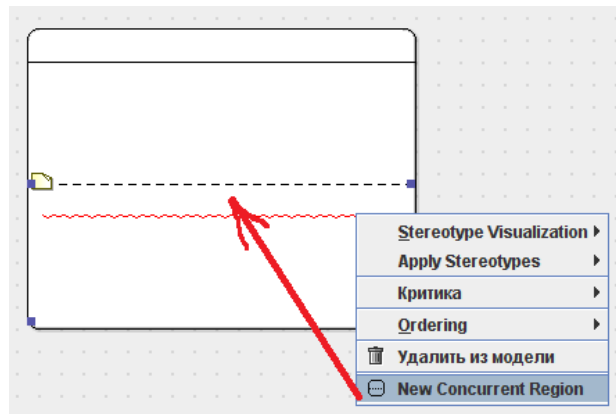 Stereotype Visualization
Apply Stereotypes
Критика
Ordering
Удалить из модели
New Concurrent Region